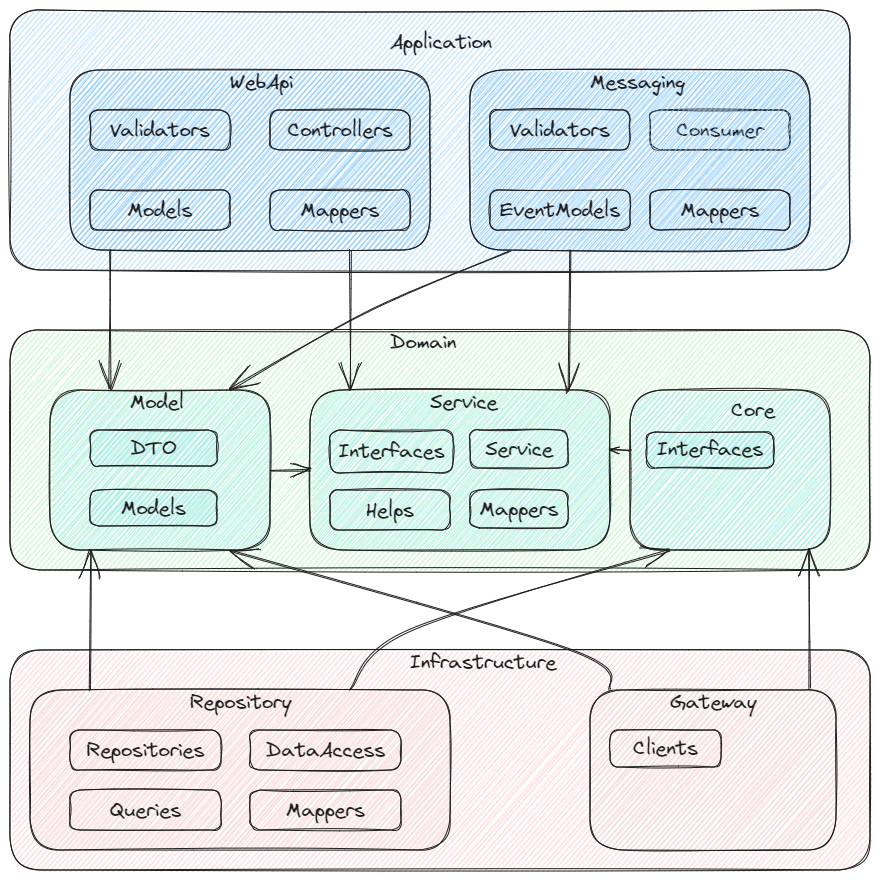 Application
WebApi
Messaging
Validators
Controllers
Validators
Consumer
Models
Mappers
EventModels
Mappers
Domain
Model
Service
Core
DTO
Interfaces
Service
Interfaces
Models
Helps
Mappers
Infrastructure
Repository
Gateway
Repositories
DataAccess
Clients
Queries
Mappers